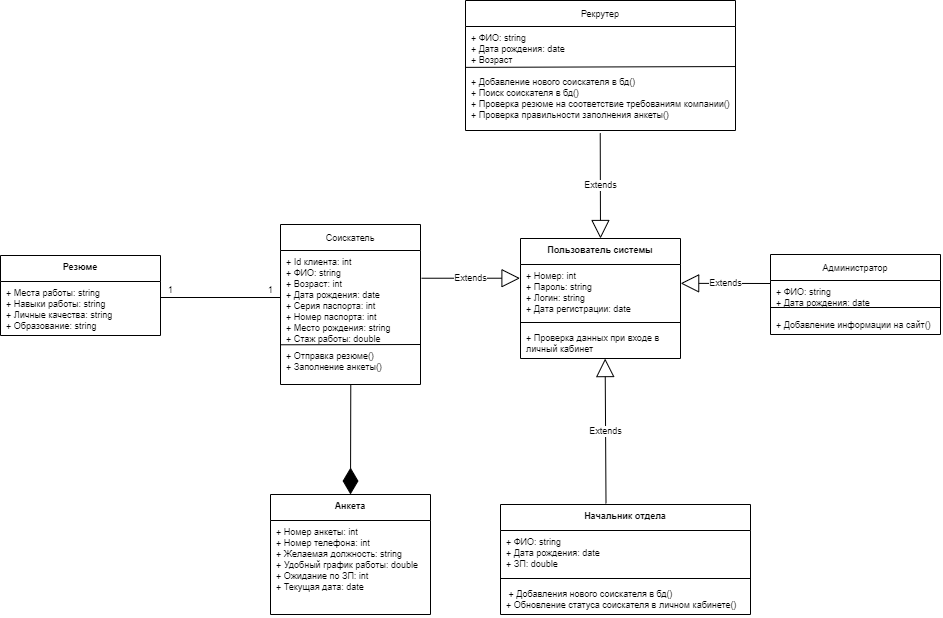 Рекрутер
+ ФИО: string
+ Дата рождения: date
+ Возраст
+ Добавление нового соискателя в бд()
+ Поиск соискателя в бд()
+ Проверка резюме на соответствие требованиям компании()
+ Проверка правильности заполнения анкеты()
Extends
Резюме
+ Места работы: string
+ Навыки работы: string
+ Личные качества: string
+ Образование: string
1
1
Соискатель
+ Id клиента: int
+ ФИО: string
+ Возраст: int
+ Дата рождения: date
+ Серия паспорта: int
+ Номер паспорта: int
+ Место рождения: string
+ Стаж работы: double
+ Отправка резюме()
+ Заполнение анкеты()
Extends
Пользователь системы
+ Номер: int
+ Пароль: string
+ Логин: string
+ Дата регистрации: date
+ Проверка данных при входе в
личный кабинет
Extends
Администратор
+ ФИО: string
+ Дата рождения: date
+ Добавление информации на сайт()
Extends
Анкета
+ Номер анкеты: int
+ Номер телефона: int
+ Желаемая должность: string
+ Удобный график работы: double
+ Ожидание по ЗП: int
+ Текущая дата: date
Начальник отдела
+ ФИО: string
+ Дата рождения: date
+ ЗП: double
+ Добавления нового соискателя в бд()
+ Обновление статуса соискателя в личном кабинете()